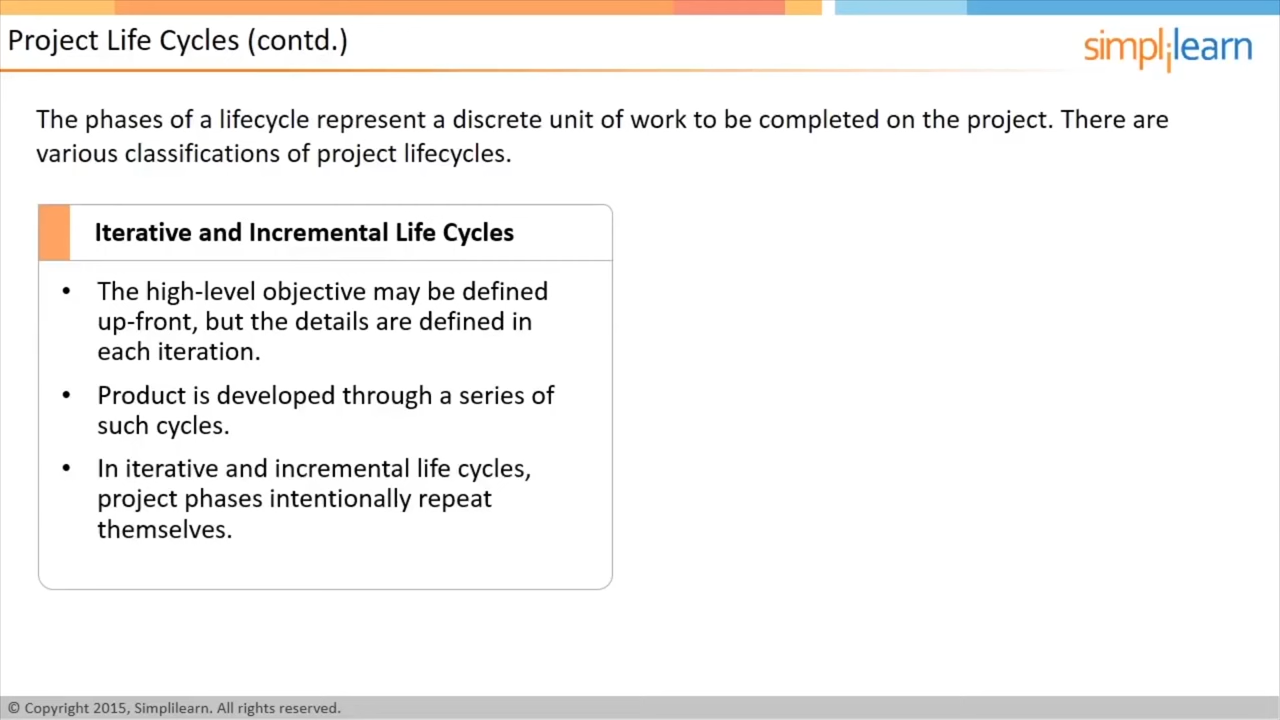 Project Life Cycles (contd.)
simplilearn
The phases of a lifecycle represent a discrete unit of work to be completed on the project. There are
various classifications of project lifecycles.
Iterative and Incremental Life Cycles
• The high-level objective may be defined
up-front, but the details are defined in
each iteration.
• Product is developed through a series of
such cycles.
• In iterative and incremental life cycles,
project phases intentionally repeat
themselves.
© Copyright 2015, Simplilearn. All rights reserved.